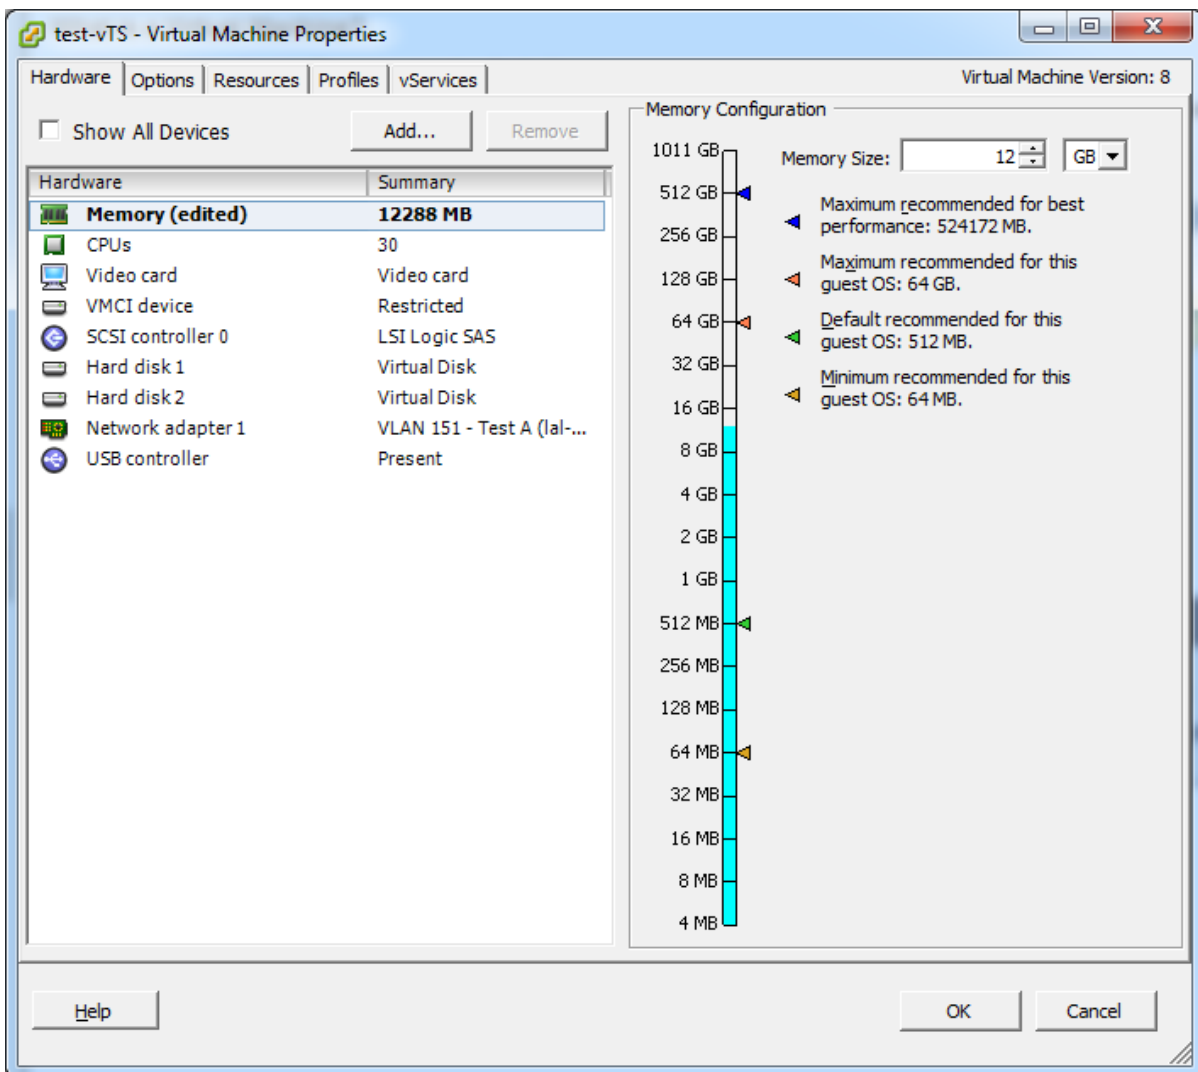 test-vTS - Virtual Machine Properties
Hardware Options Resources Profiles vServices Virtual Machine Version: 8
Show All Devices Add... Remove
Hardware Summary
Memory (edited) 12288 MB
CPUs 30
Video card Video card
VMCI device Restricted
SCSI controller 0 LSI Logic SAS
Hard disk 1 Virtual Disk
Hard disk 2 Virtual Disk
Network adapter 1 VLAN 151 - Test A (lal-...
USB controller Present
Memory Configuration
Memory Size: 12 GB
1011 GB
512 GB
256 GB
128 GB
64 GB
32 GB
16 GB
8 GB
4 GB
2 GB
1 GB
512 MB
256 MB
128 MB
64 MB
32 MB
16 MB
8 MB
4 MB
Maximum recommended for best
performance: 524172 MB.
Maximum recommended for this
guest OS: 64 GB.
Default recommended for this
guest OS: 512 MB.
Minimum recommended for this
guest OS: 64 MB.
Help OK Cancel